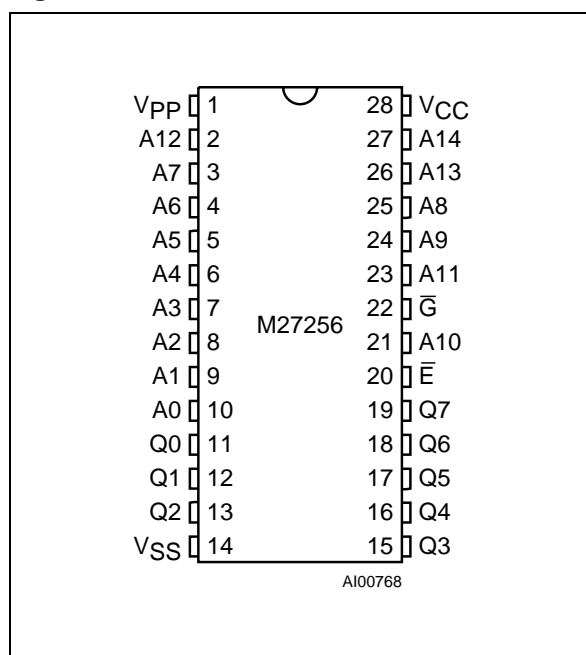 VPP 1 28 VCC
A12 2 27 A14
A7 3 26 A13
A6 4 25 A8
A5 5 24 A9
A4 6 23 A11
A3 7 22 G̅
M27256
A2 8 21 A10
A1 9 20 E̅
A0 10 19 Q7
Q0 11 18 Q6
Q1 12 17 Q5
Q2 13 16 Q4
VSS 14 15 Q3
AI00768